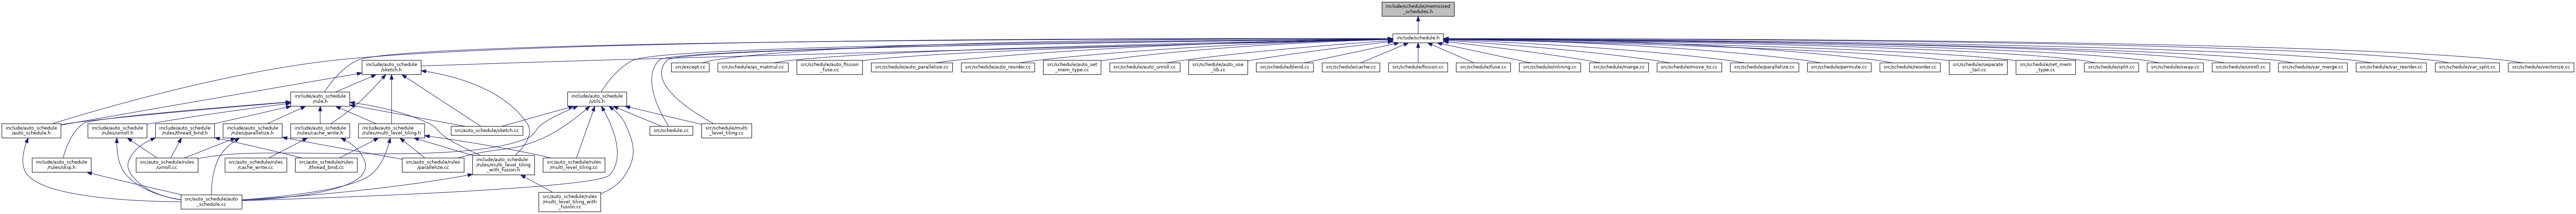 include/schedule/memoized
_schedules.h
include/schedule.h
include/auto_schedule
/sketch.h
src/except.cc
src/schedule/as_matmul.cc
src/schedule/auto_fission
_fuse.cc
src/schedule/auto_parallelize.cc
src/schedule/auto_reorder.cc
src/schedule/auto_set
_mem_type.cc
src/schedule/auto_unroll.cc
src/schedule/auto_use
_lib.cc
src/schedule/blend.cc
src/schedule/cache.cc
src/schedule/fission.cc
src/schedule/fuse.cc
src/schedule/inlining.cc
src/schedule/merge.cc
src/schedule/move_to.cc
src/schedule/parallelize.cc
src/schedule/permute.cc
src/schedule/reorder.cc
src/schedule/separate
_tail.cc
src/schedule/set_mem
_type.cc
src/schedule/split.cc
src/schedule/swap.cc
src/schedule/unroll.cc
src/schedule/var_merge.cc
src/schedule/var_reorder.cc
src/schedule/var_split.cc
src/schedule/vectorize.cc
include/auto_schedule
/rule.h
include/auto_schedule
/utils.h
include/auto_schedule
/auto_schedule.h
include/auto_schedule
/rules/unroll.h
include/auto_schedule
/rules/thread_bind.h
include/auto_schedule
/rules/parallelize.h
include/auto_schedule
/rules/cache_write.h
include/auto_schedule
/rules/multi_level_tiling.h
src/auto_schedule/sketch.cc
src/schedule.cc
src/schedule/multi
_level_tiling.cc
include/auto_schedule
/rules/skip.h
src/auto_schedule/rules
/unroll.cc
src/auto_schedule/rules
/cache_write.cc
src/auto_schedule/rules
/thread_bind.cc
src/auto_schedule/rules
/parallelize.cc
include/auto_schedule
/rules/multi_level_tiling
_with_fusion.h
src/auto_schedule/rules
/multi_level_tiling.cc
src/auto_schedule/auto
_schedule.cc
src/auto_schedule/rules
/multi_level_tiling_with
_fusion.cc